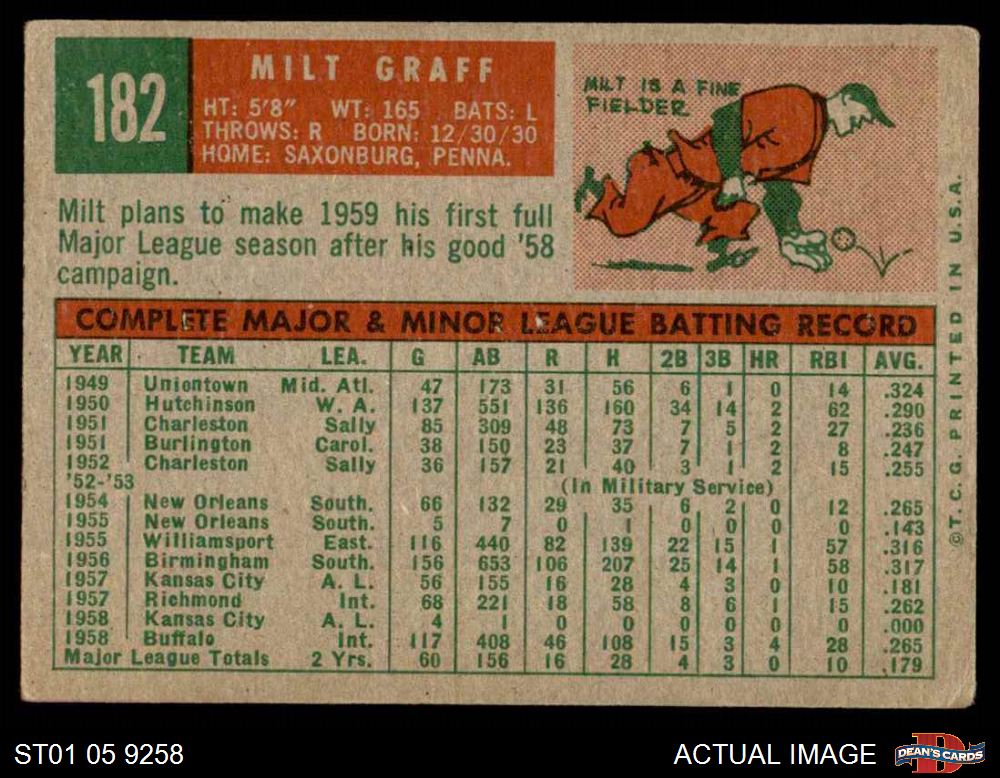 182
MILT GRAFF
HT: 5'8" WT: 165 BATS: L
THROWS: R BORN: 12/30/30
HOME: SAXONBURG, PENNA.
MILT IS A FINE
FIELDER
Milt plans to make 1959 his first full
Major League season after his good '58
campaign.
COMPLETE MAJOR & MINOR LEAGUE BATTING RECORD
YEAR TEAM LEA. G AB R H 2B 3B HR RBI AVG.
1949 Uniontown Mid. Atl. 47 173 31 56 6 1 0 14 .324
1950 Hutchinson W. A. 137 551 136 160 34 14 2 62 .290
1951 Charleston Sally 85 309 48 73 7 5 2 27 .236
1951 Burlington Carol. 38 150 23 37 7 1 2 8 .247
1952 Charleston Sally 36 157 21 40 3 1 2 15 .255
'52-'53 (In Military Service)
1954 New Orleans South. 66 132 29 35 6 2 0 12 .265
1955 New Orleans South. 5 7 0 1 0 0 0 0 .143
1955 Williamsport East. 116 440 82 139 22 15 1 57 .316
1956 Birmingham South. 156 653 106 207 25 14 1 58 .317
1957 Kansas City A. L. 56 155 16 28 4 3 0 10 .181
1957 Richmond Int. 68 221 18 58 8 6 1 15 .262
1958 Kansas City A. L. 4 1 0 0 0 0 0 0 .000
1958 Buffalo Int. 117 408 46 108 15 3 4 28 .265
Major League Totals 2 Yrs. 60 156 16 28 4 3 0 10 .179
©T. C. G. PRINTED IN U.S.A.
ST01 05 9258
ACTUAL IMAGE
D
DEAN'S CARDS